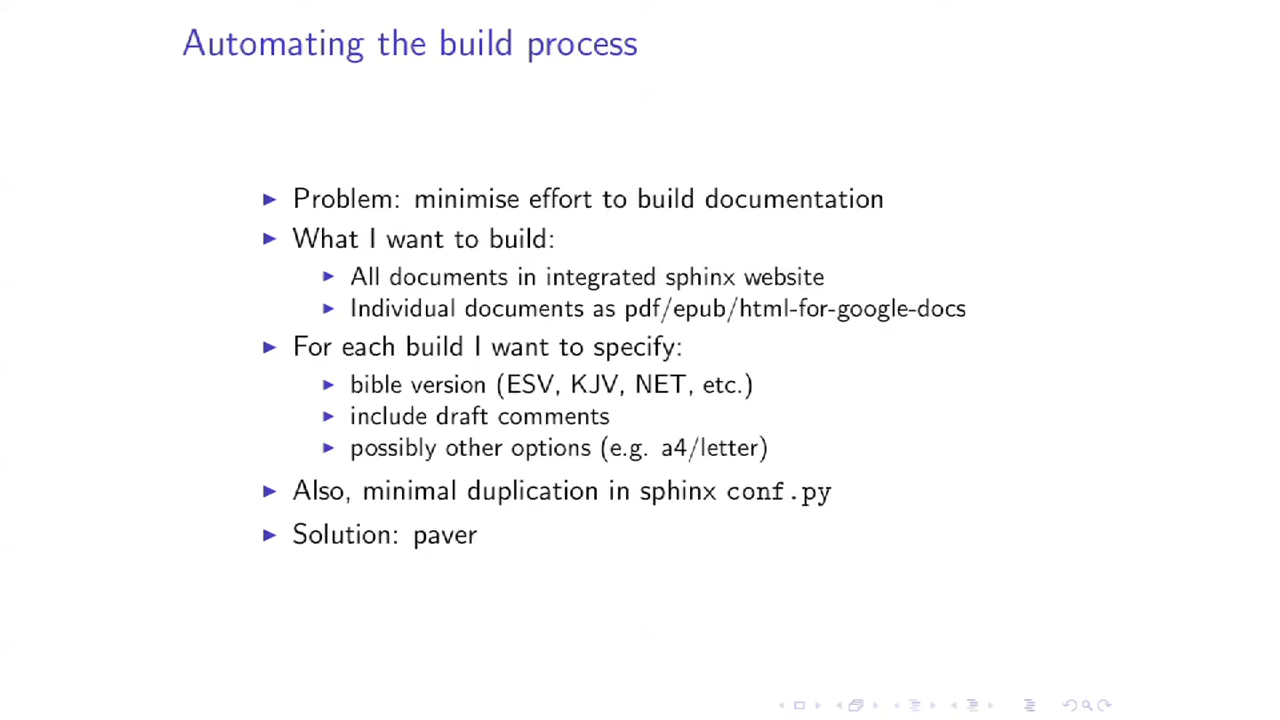 Automating the build process
Problem: minimise effort to build documentation
What I want to build:
All documents in integrated sphinx website
Individual documents as pdf/epub/html-for-google-docs
For each build I want to specify:
bible version (ESV, KJV, NET, etc.)
include draft comments
possibly other options (e.g. a4/letter)
Also, minimal duplication in sphinx conf.py
Solution: paver